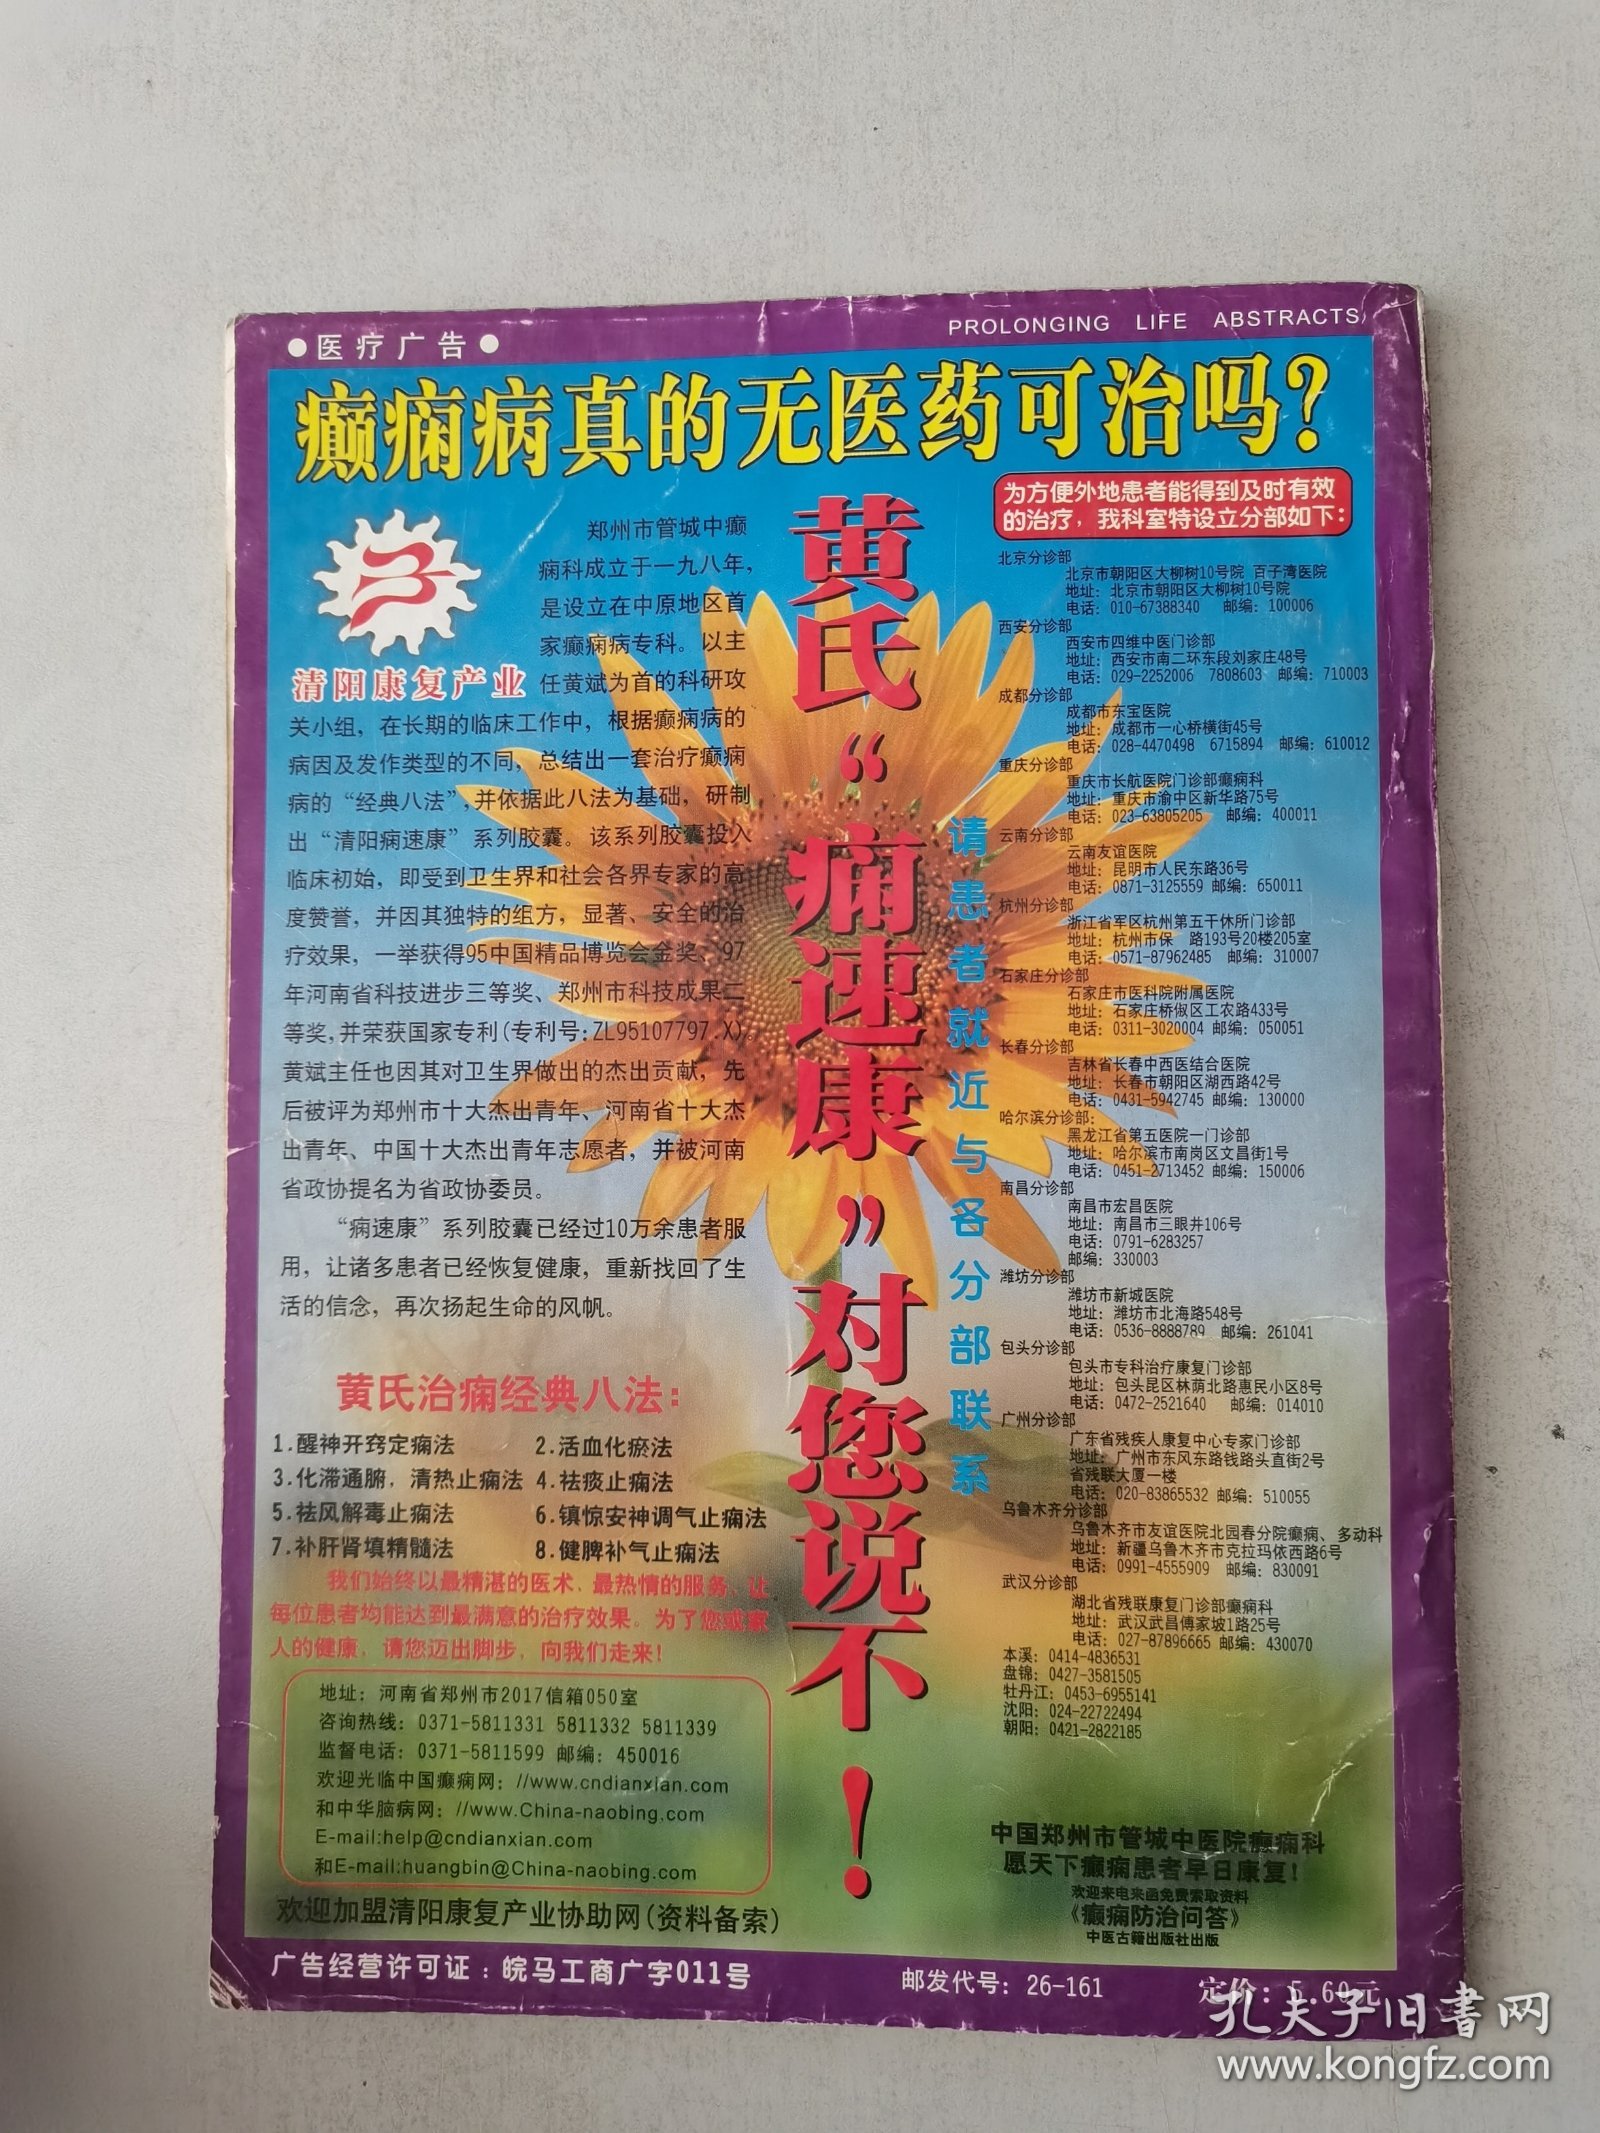 ●医疗广告●
PROLONGING LIFE ABSTRACTS
癫痫病真的无医药可治吗？
清阳康复产业
郑州市管城中癫
痫科成立于一九八年，
是设立在中原地区首
家癫痫病专科。以主
任黄斌为首的科研攻
关小组，在长期的临床工作中，根据癫痫病的
病因及发作类型的不同，总结出一套治疗癫痫
病的“经典八法”，并依据此八法为基础，研制
出“清阳痫速康”系列胶囊。该系列胶囊投入
临床初始，即受到卫生界和社会各界专家的高
度赞誉，并因其独特的组方，显著、安全的治
疗效果，一举获得95中国精品博览会金奖、97
年河南省科技进步三等奖、郑州市科技成果二
等奖，并荣获国家专利(专利号：ZL95107797.X)。
黄斌主任也因其对卫生界做出的杰出贡献，先
后被评为郑州市十大杰出青年、河南省十大杰
出青年、中国十大杰出青年志愿者，并被河南
省政协提名为省政协委员。
“痫速康”系列胶囊已经过10万余患者服
用，让诸多患者已经恢复健康，重新找回了生
活的信念，再次扬起生命的风帆。
黄氏治痫经典八法：
1.醒神开窍定痫法 2.活血化瘀法
3.化滞通腑，清热止痫法 4.祛痰止痫法
5.祛风解毒止痫法 6.镇惊安神调气止痫法
7.补肝肾填精髓法 8.健脾补气止痫法
我们始终以最精湛的医术、最热情的服务、让
每位患者均能达到最满意的治疗效果。为了您或家
人的健康，请您迈出脚步，向我们走来！
地址：河南省郑州市2017信箱050室
咨询热线：0371-5811331 5811332 5811339
监督电话：0371-5811599 邮编：450016
欢迎光临中国癫痫网：//www.cndianxian.com
和中华脑病网：//www.China-naobing.com
E-mail:help@cndianxian.com
和E-mail:huangbin@China-naobing.com
欢迎加盟清阳康复产业协助网(资料备索)
黄氏“痫速康”对您说不！
请患者就近与各分部联系
为方便外地患者能得到及时有效
的治疗，我科室特设立分部如下：
北京分诊部
北京市朝阳区大柳树10号院 百子湾医院
地址：北京市朝阳区大柳树10号院
电话：010-67388340 邮编：100006
西安分诊部
西安市四维中医门诊部
地址：西安市南二环东段刘家庄48号
电话：029-2252006 7808603 邮编：710003
成都分诊部
成都市东宝医院
地址：成都市一心桥横街45号
电话：028-4470498 6715894 邮编：610012
重庆分诊部
重庆市长航医院门诊部癫痫科
地址：重庆市渝中区新华路75号
电话：023-63805205 邮编：400011
云南分诊部
云南友谊医院
地址：昆明市人民东路36号
电话：0871-3125559 邮编：650011
杭州分诊部
浙江省军区杭州第五干休所门诊部
地址：杭州市保 路193号20楼205室
电话：0571-87962485 邮编：310007
石家庄分诊部
石家庄市医科院附属医院
地址：石家庄桥俶区工农路433号
电话：0311-3020004 邮编：050051
长春分诊部
吉林省长春中西医结合医院
地址：长春市朝阳区湖西路42号
电话：0431-5942745 邮编：130000
哈尔滨分诊部：
黑龙江省第五医院一门诊部
地址：哈尔滨市南岗区文昌街1号
电话：0451-2713452 邮编：150006
南昌分诊部
南昌市宏昌医院
地址：南昌市三眼井106号
电话：0791-6283257
邮编：330003
潍坊分诊部
潍坊市新城医院
地址：潍坊市北海路548号
电话：0536-8888789 邮编：261041
包头分诊部
包头市专科治疗康复门诊部
地址：包头昆区林荫北路惠民小区8号
电话：0472-2521640 邮编：014010
广州分诊部
广东省残疾人康复中心专家门诊部
地址：广州市东风东路钱路头直街2号
省残联大厦一楼
电话：020-83865532 邮编：510055
乌鲁木齐分诊部
乌鲁木齐市友谊医院北园春分院癫痫、多动科
地址：新疆乌鲁木齐市克拉玛依西路6号
电话：0991-4555909 邮编：830091
武汉分诊部
湖北省残联康复门诊部癫痫科
地址：武汉武昌傅家坡1路25号
电话：027-87896665 邮编：430070
本溪：0414-4836531
盘锦：0427-3581505
牡丹江：0453-6955141
沈阳：024-22722494
朝阳：0421-2822185
中国郑州市管城中医院癫痫科
愿天下癫痫患者早日康复！
欢迎来电来函免费索取资料
《癫痫防治问答》
中医古籍出版社出版
广告经营许可证：皖马工商广字011号
邮发代号：26-161
定价：5.60元
孔夫子旧书网
www.kongfz.com